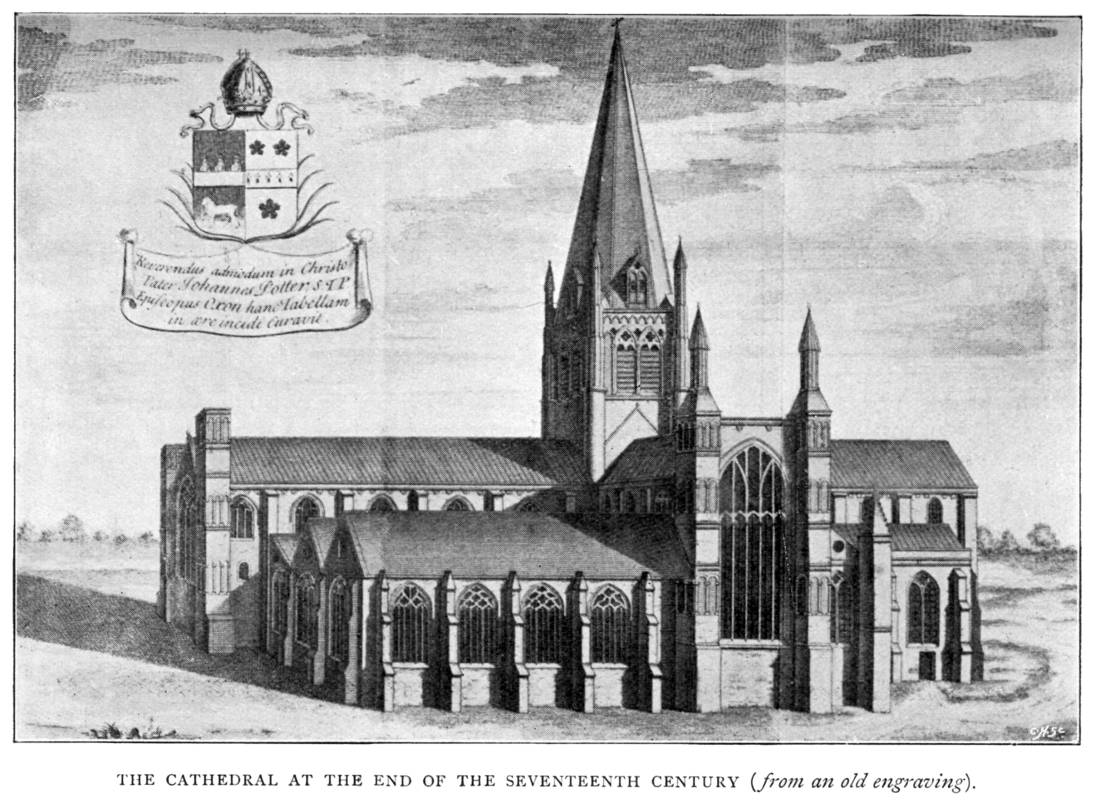 Reverendus admodum in Christo
Pater Johannes Potter, S·T·P
Episcopus Oxon hanc Tabellam
in ære incidi Curavit.
THE CATHEDRAL AT THE END OF THE SEVENTEENTH CENTURY (from an old engraving).